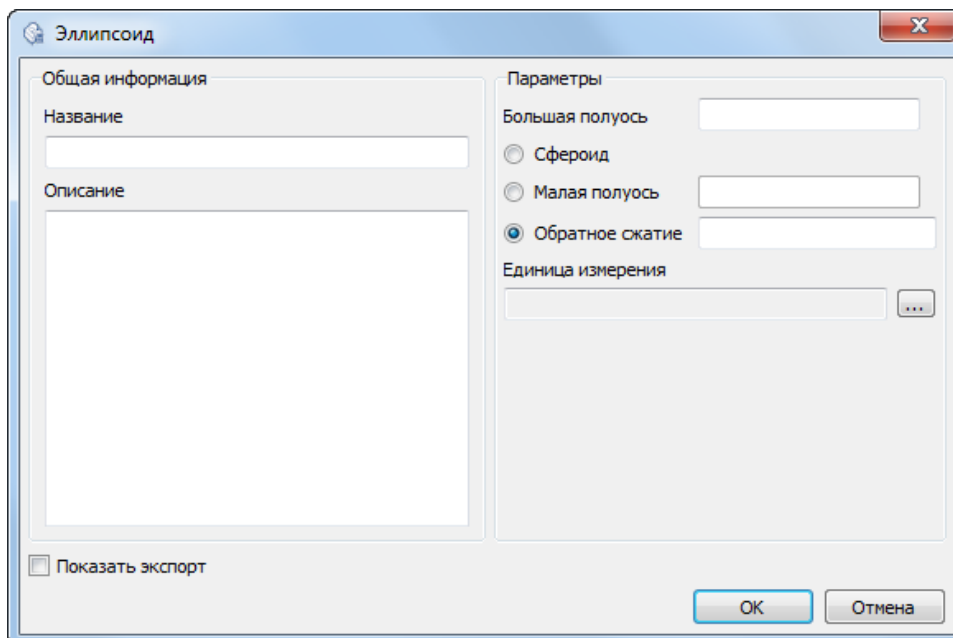 Эллипсоид
Общая информация
Название
Описание
Параметры
Большая полуось
Сфероид
Малая полуось
Обратное сжатие
Единица измерения
...
Показать экспорт
OK
Отмена